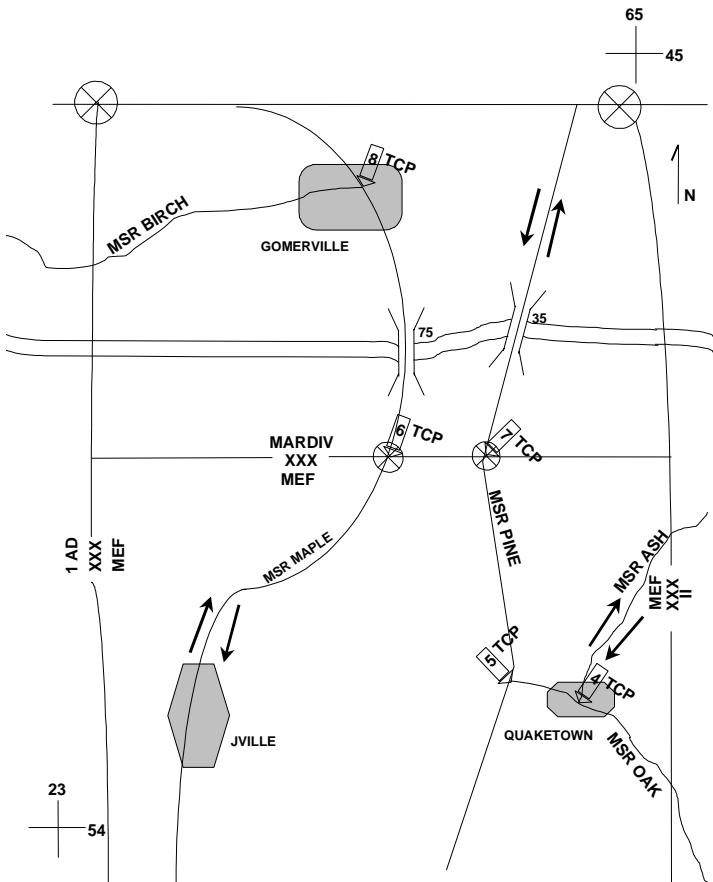 65
45
8 TCP
N
MSR BIRCH
GOMERVILLE
75
35
6 TCP
7 TCP
MARDIV
XXX
MEF
MSR PINE
MSR MAPLE
1 AD
XXX
MEF
MSR ASH
MEF
XXX
II
5 TCP
4 TCP
JVILLE
QUAKETOWN
MSR OAK
23
54